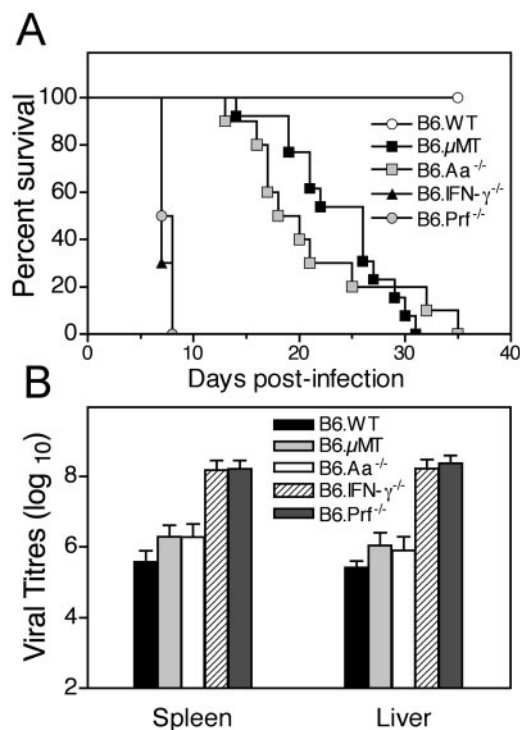 A
Percent survival
100
80
60
40
20
0
B6.WT
B6.µMT
B6.Aa-/-
B6.IFN-γ-/-
B6.Prf-/-
0 10 20 30 40
Days post-infection
B
Viral Titres (log 10)
8
6
4
2
B6.WT
B6.µMT
B6.Aa-/-
B6.IFN-γ-/-
B6.Prf-/-
Spleen Liver